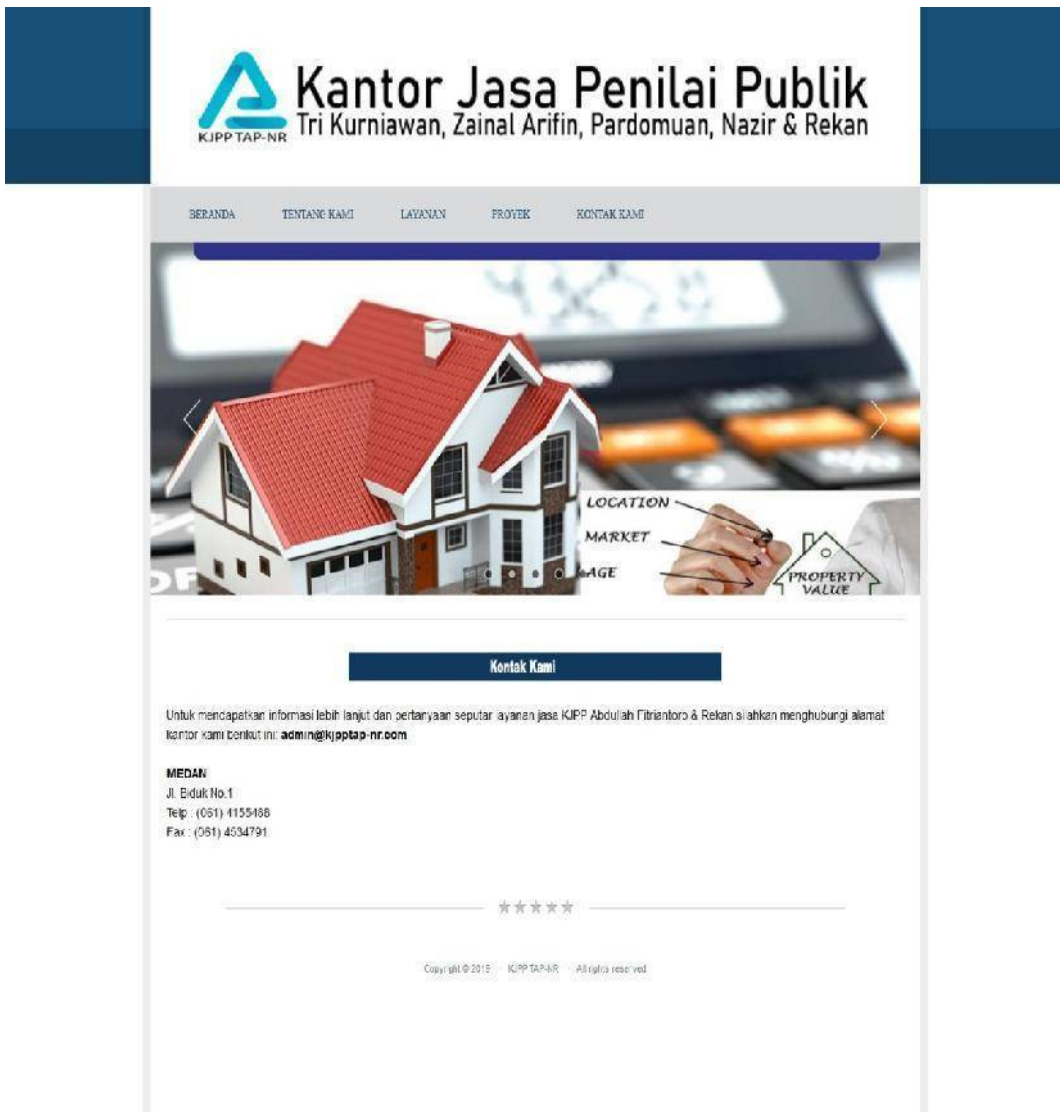 KJPP TAP-NR
Kantor Jasa Penilai Publik
Tri Kurniawan, Zainal Arifin, Pardomuan, Nazir & Rekan
BERANDA TENTANG KAMI LAYANAN PROYEK KONTAK KAMI
LOCATION
MARKET
AGE
PROPERTY
VALUE
OF
Kontak Kami
Untuk mendapatkan informasi lebih lanjut dan pertanyaan seputar layanan jasa KJPP Abdullah Fitriantoro & Rekan silahkan menghubungi alamat
kantor kami berikut ini: admin@kjpptap-nr.com
MEDAN
Jl. Biduk No.1
Telp : (061) 4155488
Fax : (061) 4534791
Copyright © 2019 · KJPP TAP-NR · All rights reserved